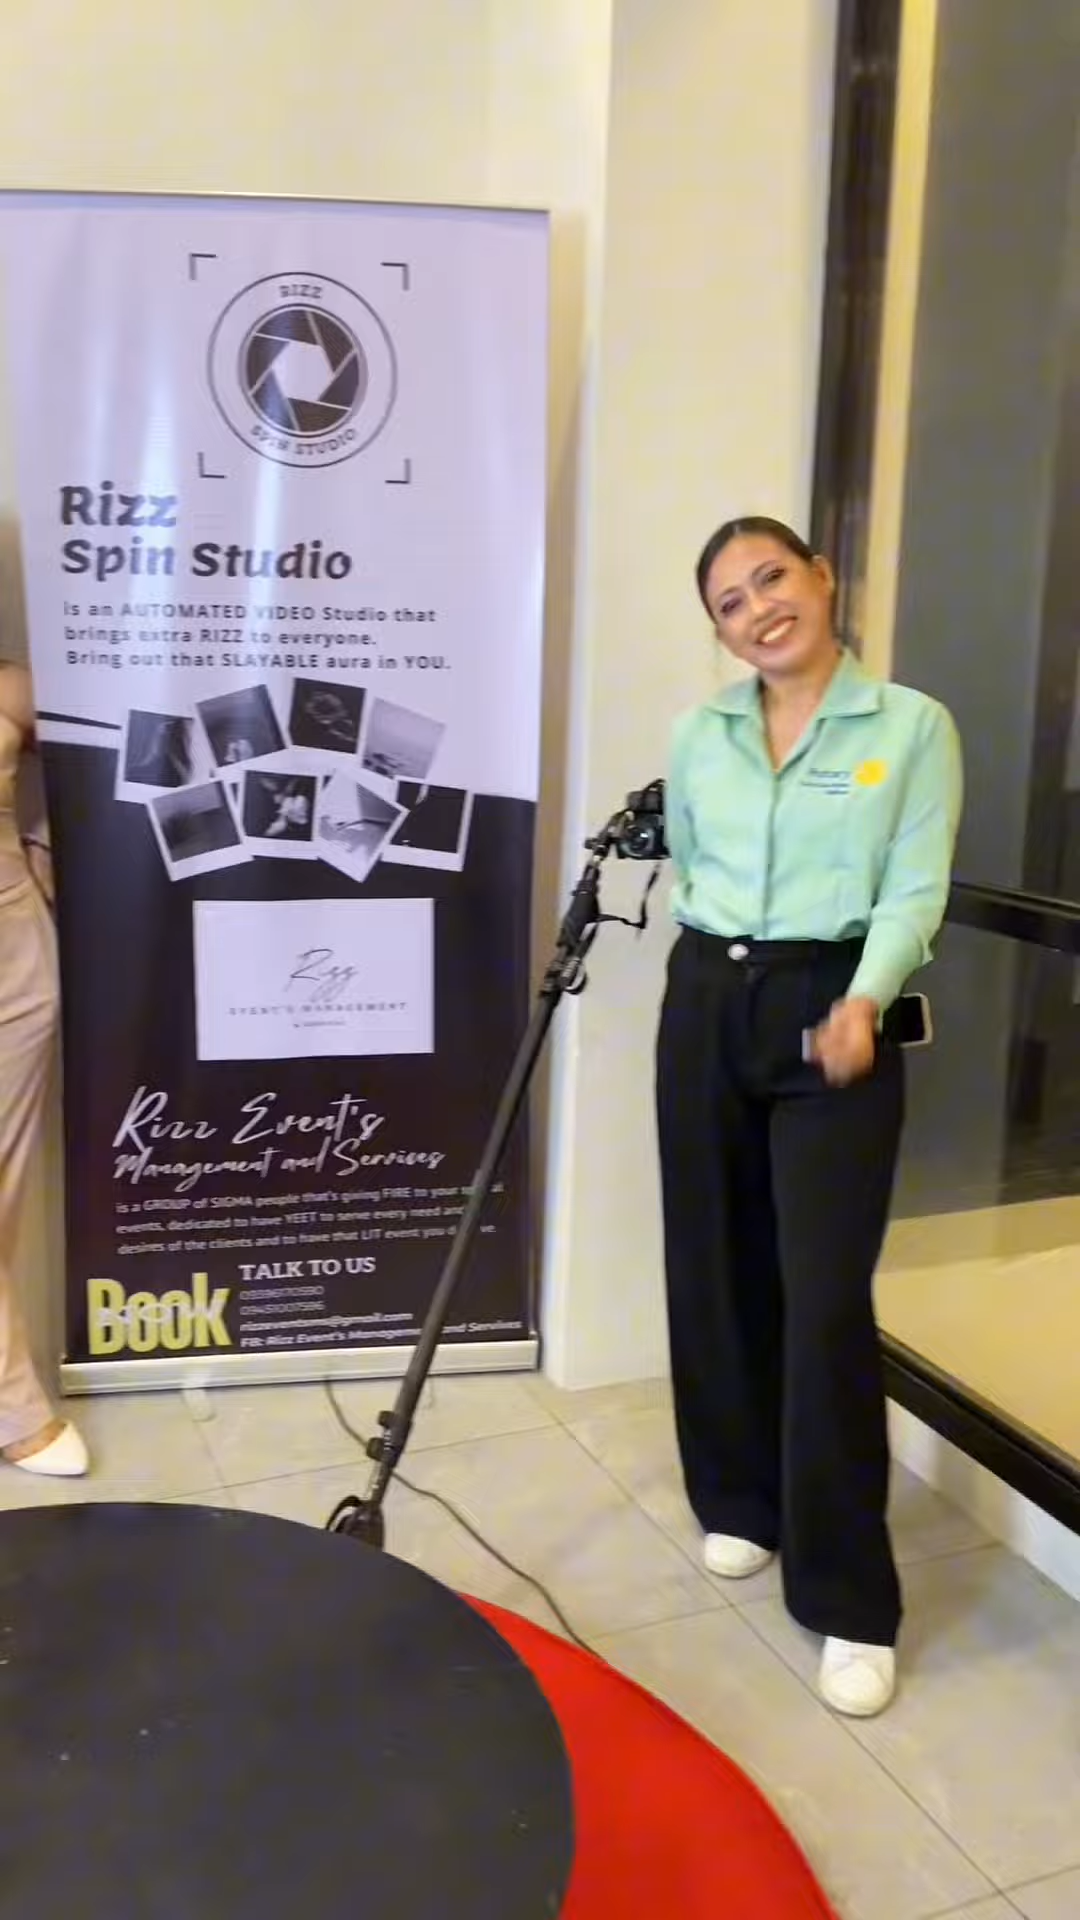 RIZZ
SPIN STUDIO
Rizz
Spin Studio
is an AUTOMATED VIDEO Studio that
brings extra RIZZ to everyone.
Bring out that SLAYABLE aura in YOU.
Rizz
EVENT'S MANAGEMENT
Rizz Event's
Management and Services
is a GROUP of SIGMA people that's giving FIRE to your
events, dedicated to have YEET to serve every need and
desires of the clients and to have that LIT event you
Book
NOW
TALK TO US
FB: Rizz Event's Management and Services
Rotary